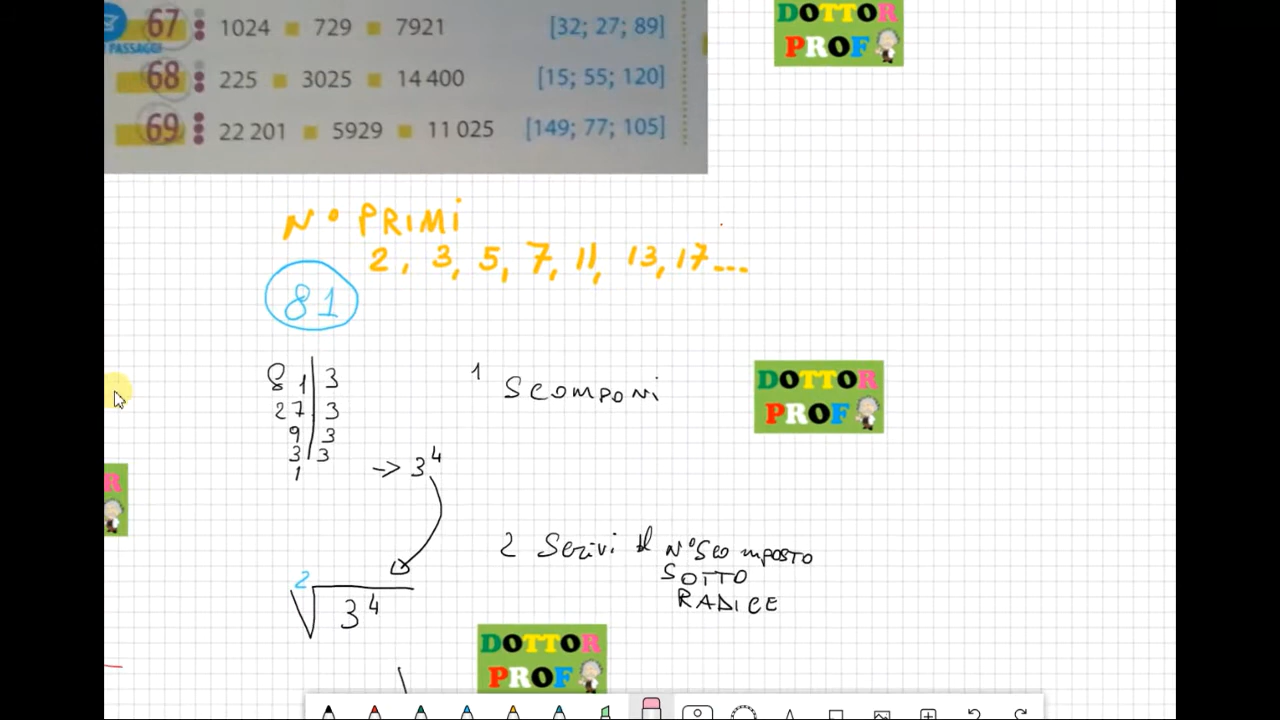 67 1024 729 7921 [32; 27; 89]
PASSAGGI
68 225 3025 14 400 [15; 55; 120]
69 22 201 5929 11 025 [149; 77; 105]
DOTTOR
PROF
N° PRIMI
2, 3, 5, 7, 11, 13, 17...
81
81 | 3
27 | 3
9 | 3
3 | 3
1
-> 3⁴
1 SCOMPONI
DOTTOR
PROF
R
2 Scrivi il N° Scomposto
SOTTO
RADICE
²√3⁴
DOTTOR
PROF